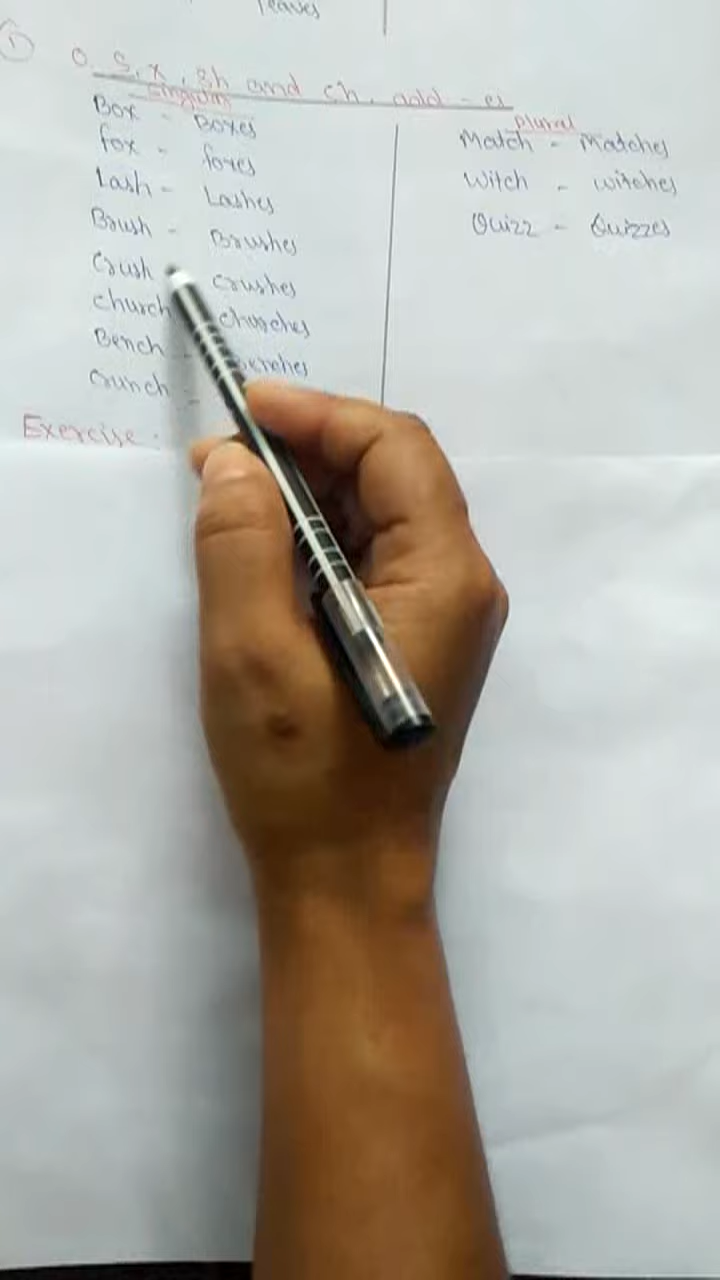 leaves
① O, S, x, sh and ch, add - es
Singular
Plural
Box - Boxes
fox - foxes
Lash - Lashes
Brush - Brushes
Crush crushes
church churches
Bench -
Crunch -
Match - Matches
Witch - witches
Quizz - Quizzes
Exercise: